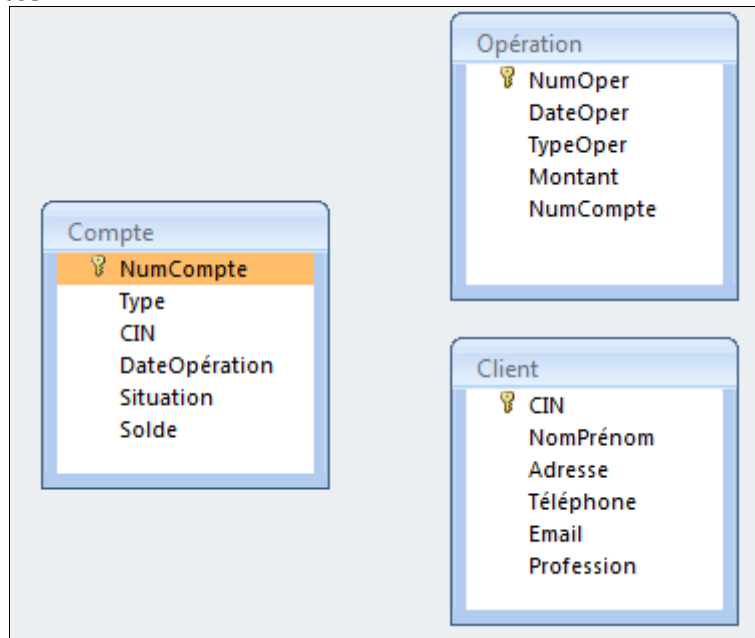 Compte
NumCompte
Type
CIN
DateOpération
Situation
Solde
Opération
NumOper
DateOper
TypeOper
Montant
NumCompte
Client
CIN
NomPrénom
Adresse
Téléphone
Email
Profession